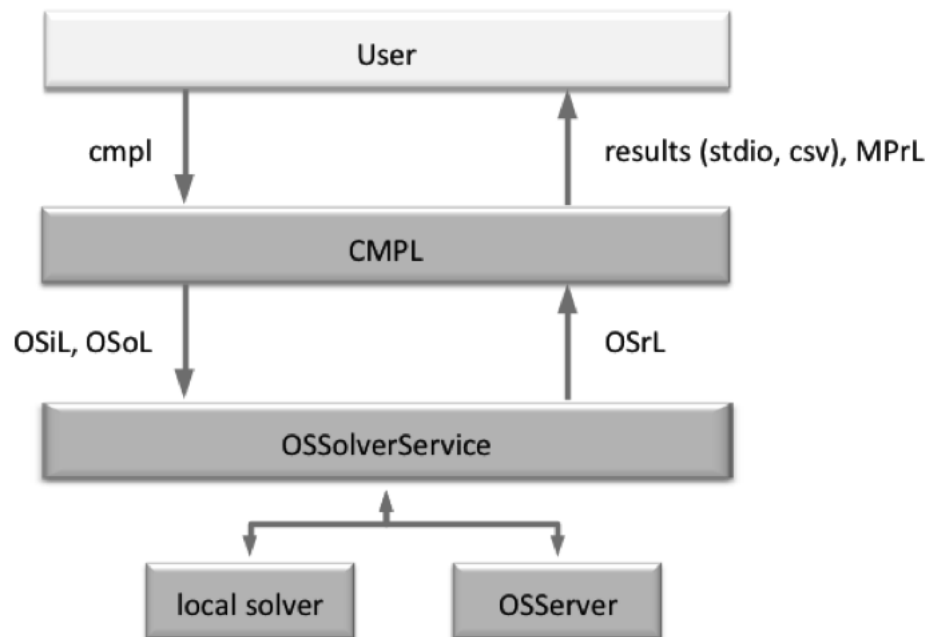 User
cmpl
results (stdio, csv), MPrL
CMPL
OSiL, OSoL
OSrL
OSSolverService
local solver
OSServer